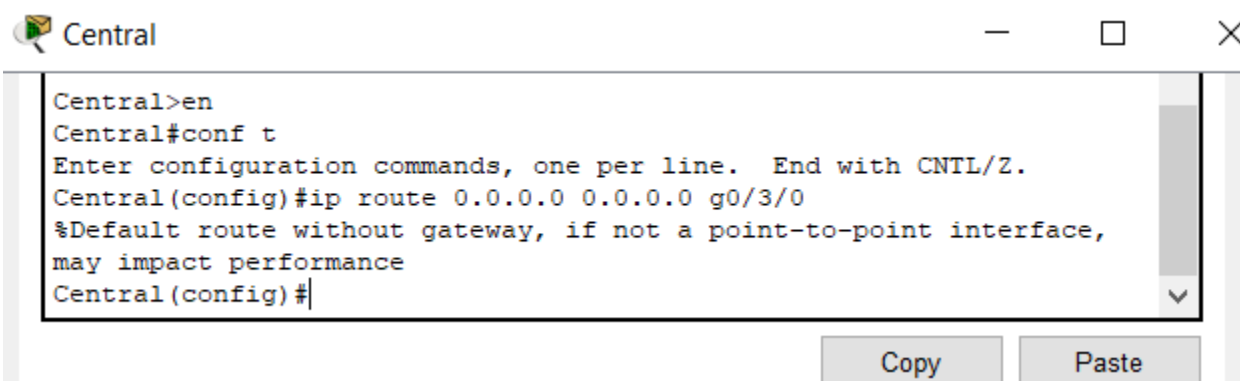 Central
Central>en
Central#conf t
Enter configuration commands, one per line.  End with CNTL/Z.
Central(config)#ip route 0.0.0.0 0.0.0.0 g0/3/0
%Default route without gateway, if not a point-to-point interface,
may impact performance
Central(config)#
Copy
Paste